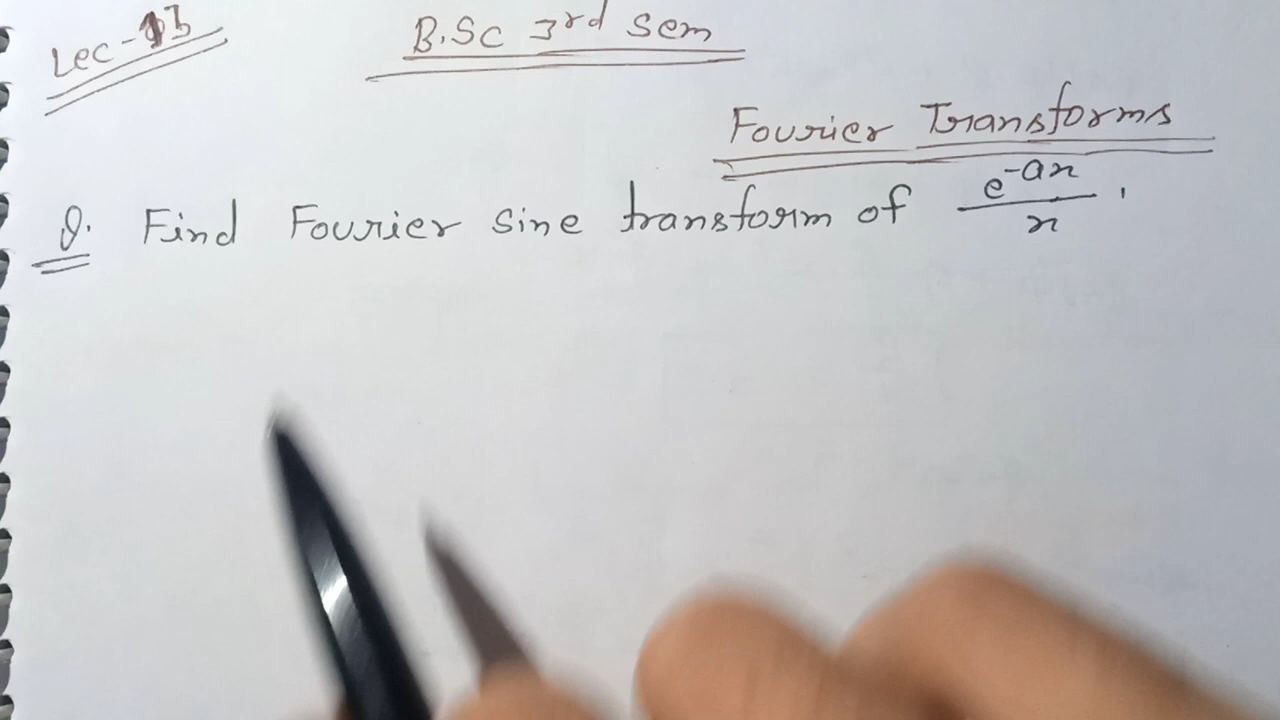 Lec-13
B.Sc 3rd Sem
Fourier Transforms
Q. Find Fourier sine transform of e^-ax / x .